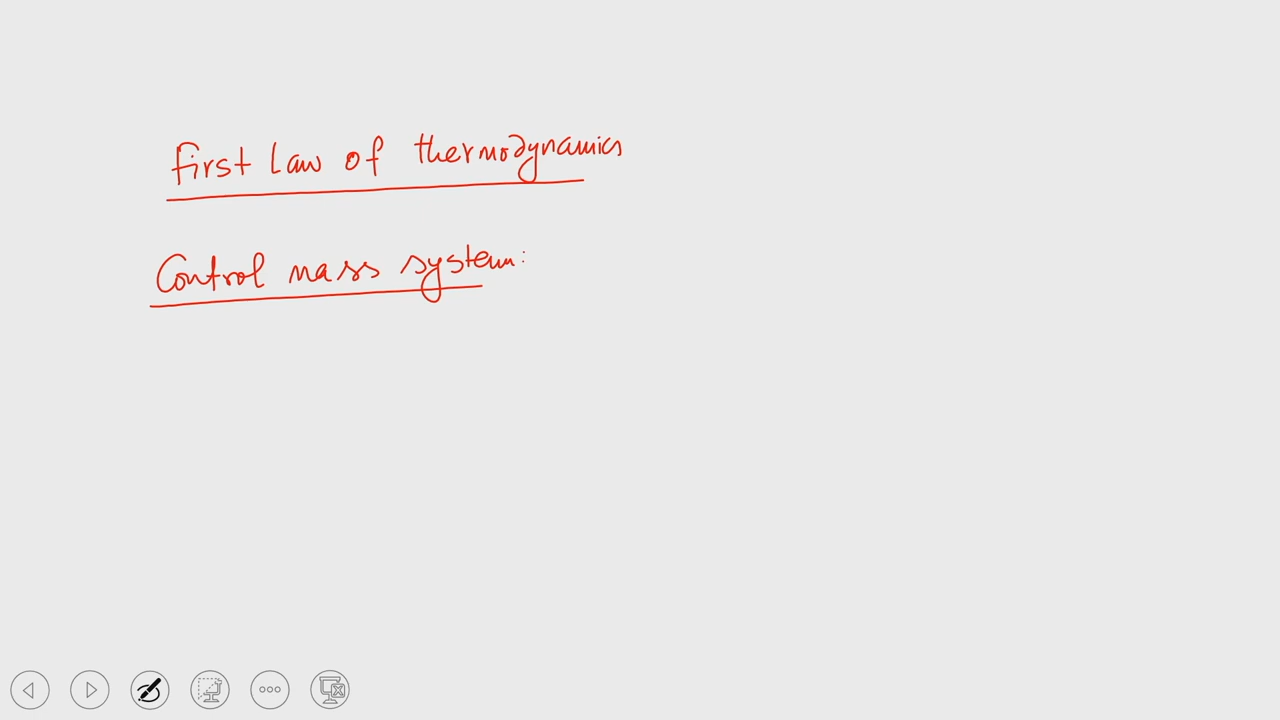 First Law of thermodynamics
Control mass system: